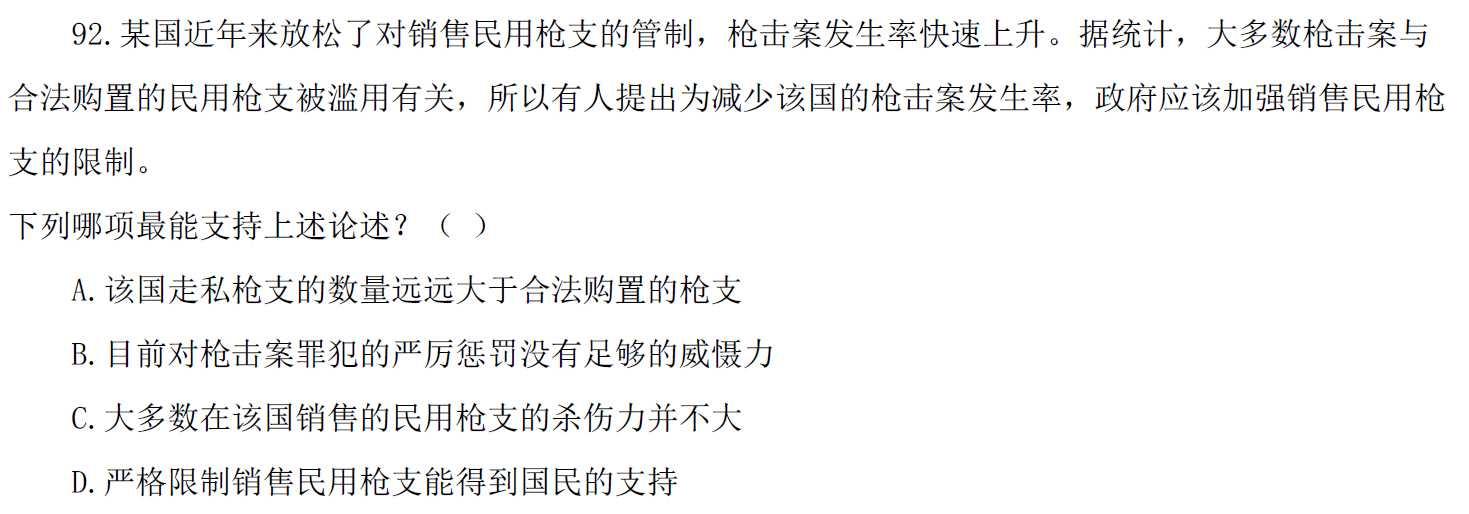 92.某国近年来放松了对销售民用枪支的管制，枪击案发生率快速上升。据统计，大多数枪击案与
合法购置的民用枪支被滥用有关，所以有人提出为减少该国的枪击案发生率，政府应该加强销售民用枪
支的限制。
下列哪项最能支持上述论述？（ ）
A.该国走私枪支的数量远远大于合法购置的枪支
B.目前对枪击案罪犯的严厉惩罚没有足够的威慑力
C.大多数在该国销售的民用枪支的杀伤力并不大
D.严格限制销售民用枪支能得到国民的支持